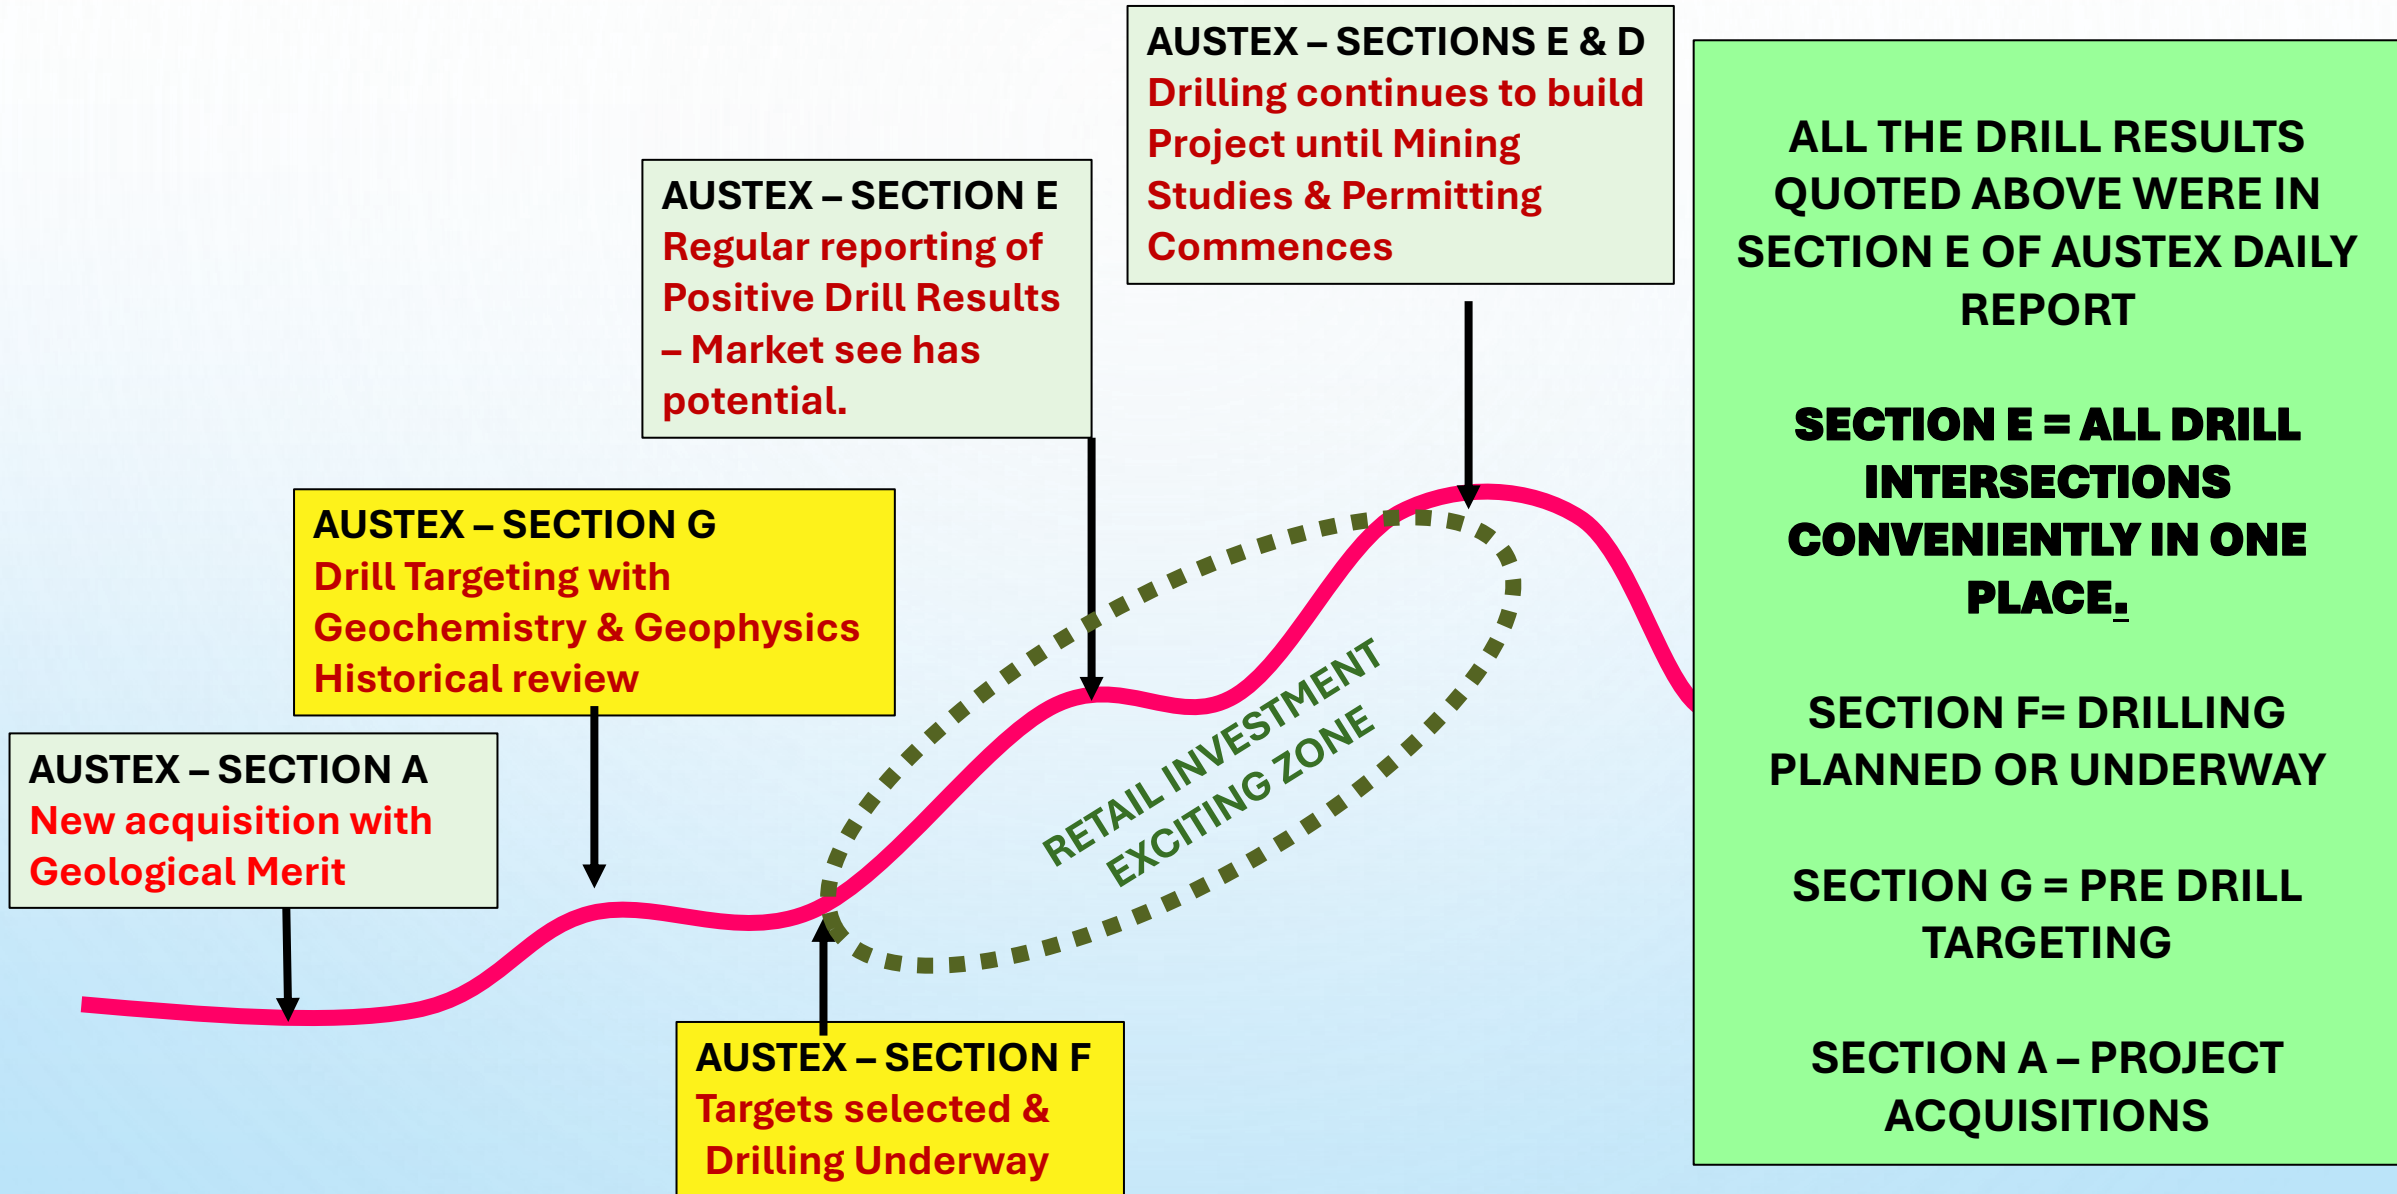 AUSTEX – SECTIONS E & D
Drilling continues to build
Project until Mining
Studies & Permitting
Commences
AUSTEX – SECTION E
Regular reporting of
Positive Drill Results
– Market see has
potential.
AUSTEX – SECTION G
Drill Targeting with
Geochemistry & Geophysics
Historical review
AUSTEX – SECTION A
New acquisition with
Geological Merit
RETAIL INVESTMENT
EXCITING ZONE
AUSTEX – SECTION F
Targets selected &
Drilling Underway
ALL THE DRILL RESULTS
QUOTED ABOVE WERE IN
SECTION E OF AUSTEX DAILY
REPORT
SECTION E = ALL DRILL
INTERSECTIONS
CONVENIENTLY IN ONE
PLACE.
SECTION F= DRILLING
PLANNED OR UNDERWAY
SECTION G = PRE DRILL
TARGETING
SECTION A – PROJECT
ACQUISITIONS